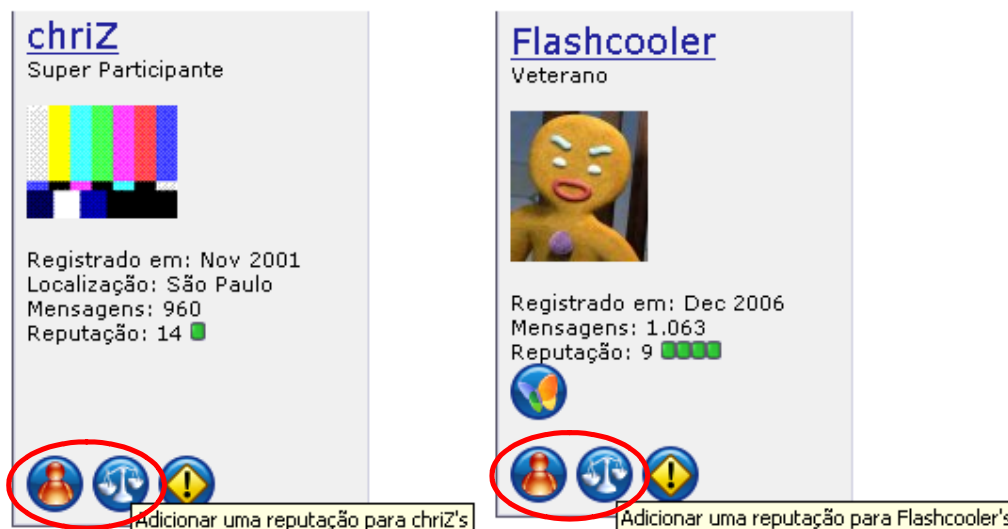 chriZ
Super Participante
Registrado em: Nov 2001
Localização: São Paulo
Mensagens: 960
Reputação: 14
Adicionar uma reputação para chriZ's
Flashcooler
Veterano
Registrado em: Dec 2006
Mensagens: 1.063
Reputação: 9
Adicionar uma reputação para Flashcooler's